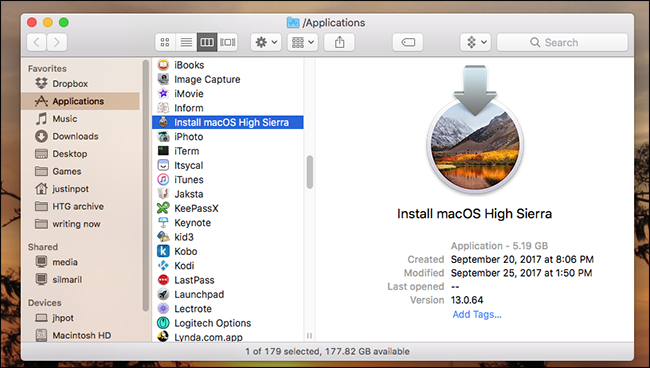 /Applications
Search
Favorites
Dropbox
Applications
Music
Downloads
Desktop
Games
justinpot
HTG archive
writing now
Shared
media
silmaril
Devices
jhpot
Macintosh HD
iBooks
Image Capture
iMovie
Inform
Install macOS High Sierra
iPhoto
iTerm
Itsycal
iTunes
Jaksta
KeePassX
Keynote
kid3
Kobo
Kodi
LastPass
Launchpad
Lectrote
Logitech Options
Lynda.com.app
Install macOS High Sierra
Application - 5.19 GB
Created September 20, 2017 at 8:06 PM
Modified September 25, 2017 at 1:50 PM
Last opened --
Version 13.0.64
Add Tags...
1 of 179 selected, 177.82 GB available